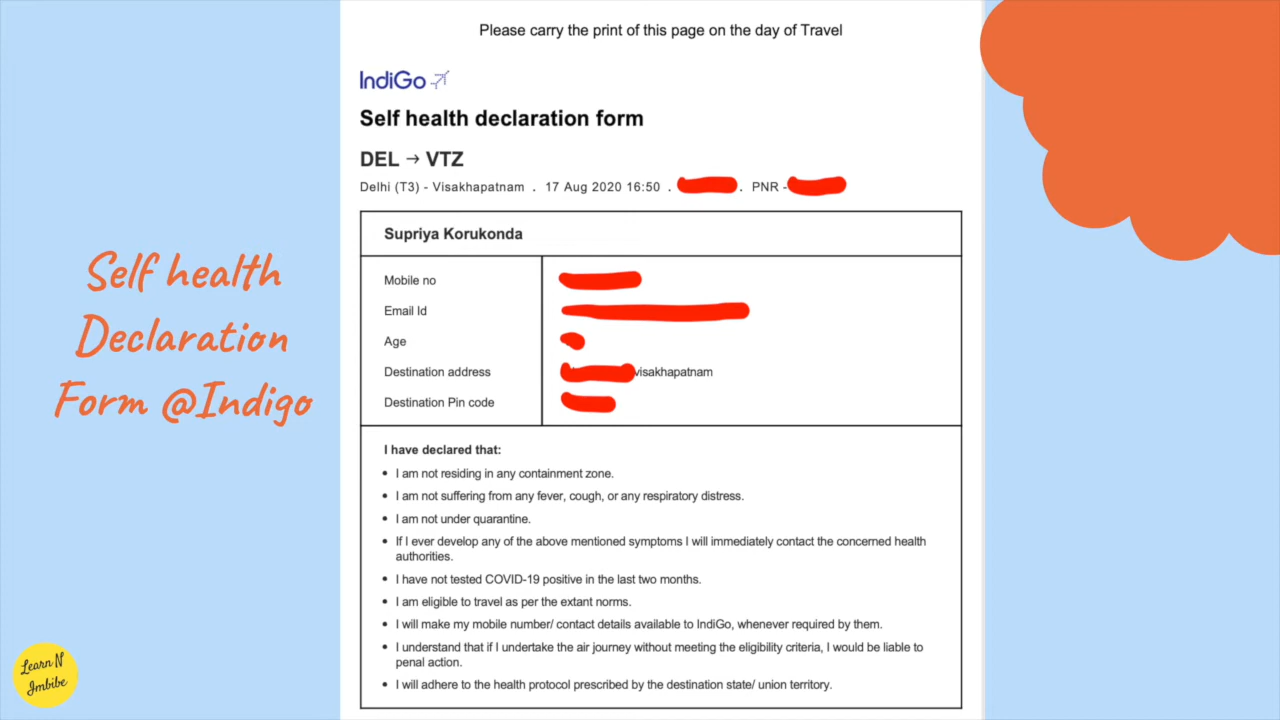 Please carry the print of this page on the day of Travel
IndiGo
Self health declaration form
DEL → VTZ
Delhi (T3) - Visakhapatnam . 17 Aug 2020 16:50 . . PNR -
Supriya Korukonda
Mobile no
Email Id
Age
Destination address visakhapatnam
Destination Pin code
I have declared that:
• I am not residing in any containment zone.
• I am not suffering from any fever, cough, or any respiratory distress.
• I am not under quarantine.
• If I ever develop any of the above mentioned symptoms I will immediately contact the concerned health
authorities.
• I have not tested COVID-19 positive in the last two months.
• I am eligible to travel as per the extant norms.
• I will make my mobile number/ contact details available to IndiGo, whenever required by them.
• I understand that if I undertake the air journey without meeting the eligibility criteria, I would be liable to
penal action.
• I will adhere to the health protocol prescribed by the destination state/ union territory.
Self health
Declaration
Form @Indigo
Learn N
Imbibe